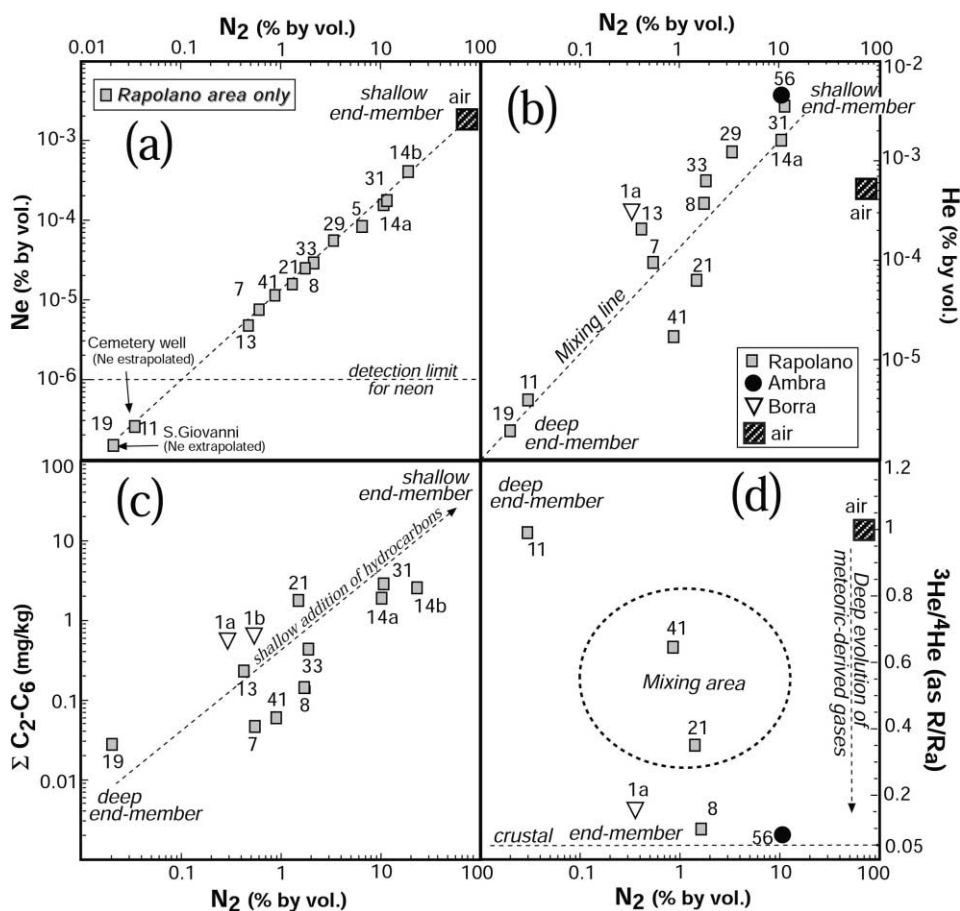 N2 (% by vol.)
N2 (% by vol.)
0.01
0.1
1
10
100
0.1
1
10
100
Rapolano area only
(a)
shallow
end-member
air
14b
31
14a
5
29
33
8
21
41
7
13
Cemetery well
(Ne estrapolated)
detection limit
for neon
19
11
S.Giovanni
(Ne extrapolated)
Ne (% by vol.)
10-3
10-4
10-5
10-6
(b)
56
shallow
end-member
31
14a
29
33
8
1a
13
7
21
41
air
Mixing line
11
19
deep
end-member
Rapolano
Ambra
Borra
air
10-2
10-3
10-4
10-5
He (% by vol.)
(c)
shallow
end-member
shallow addition of hydrocarbons
21
31
14a
14b
1a
1b
13
33
8
41
7
19
deep
end-member
Σ C2-C6 (mg/kg)
100
10
1
0.1
0.01
(d)
deep
end-member
11
air
Deep evolution of
meteoric-derived gases
41
Mixing area
21
1a
8
56
crustal end-member
1.2
1
0.8
0.6
0.4
0.2
0.05
3He/4He (as R/Ra)
0.1
1
10
100
0.1
1
10
100
N2 (% by vol.)
N2 (% by vol.)